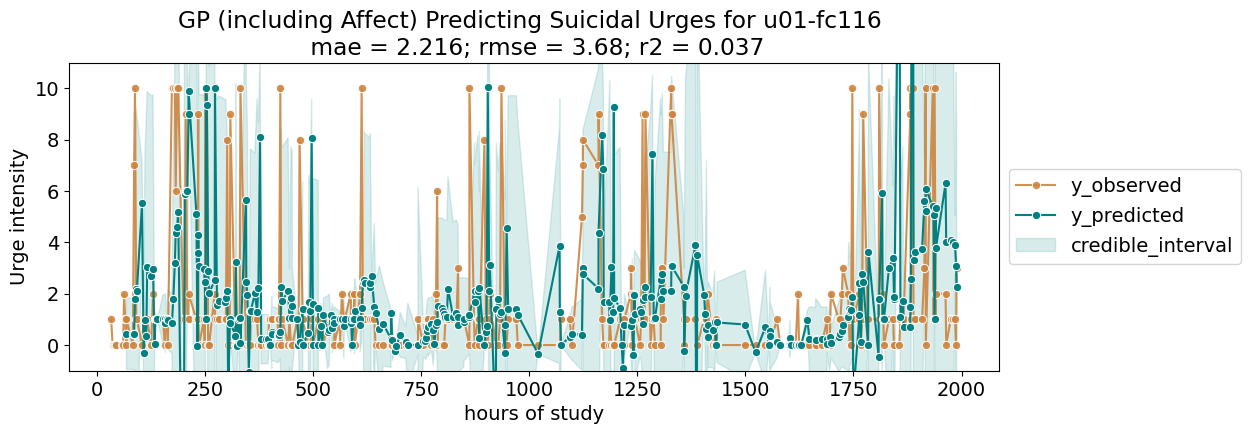 GP (including Affect) Predicting Suicidal Urges for u01-fc116
mae = 2.216; rmse = 3.68; r2 = 0.037
Urge intensity
10
8
6
4
2
0
0 250 500 750 1000 1250 1500 1750 2000
hours of study
y_observed
y_predicted
credible_interval